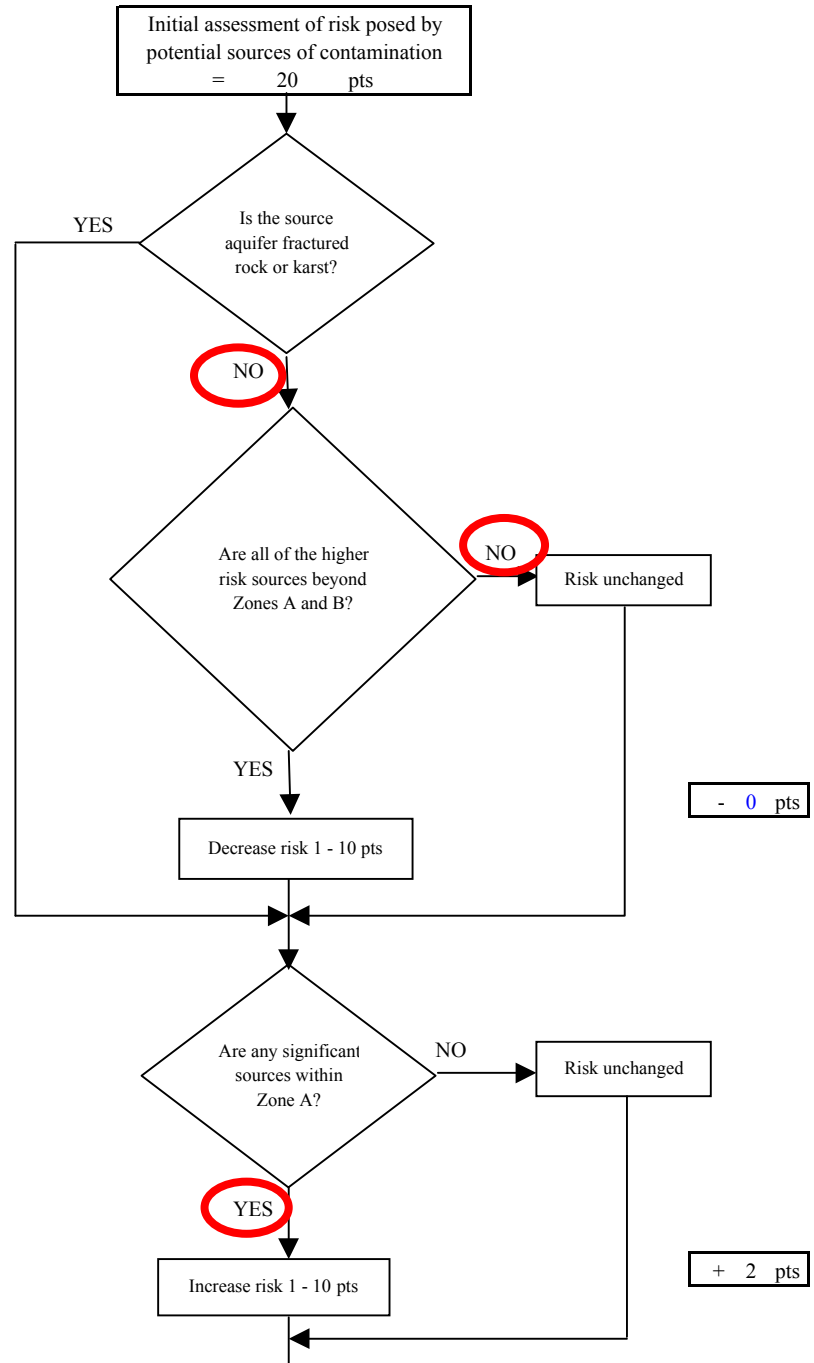 Initial assessment of risk posed by
potential sources of contamination
= 20 pts
YES
Is the source
aquifer fractured
rock or karst?
NO
Are all of the higher
risk sources beyond
Zones A and B?
NO
Risk unchanged
YES
- 0 pts
Decrease risk 1 - 10 pts
Are any significant
sources within
Zone A?
NO
Risk unchanged
YES
+ 2 pts
Increase risk 1 - 10 pts